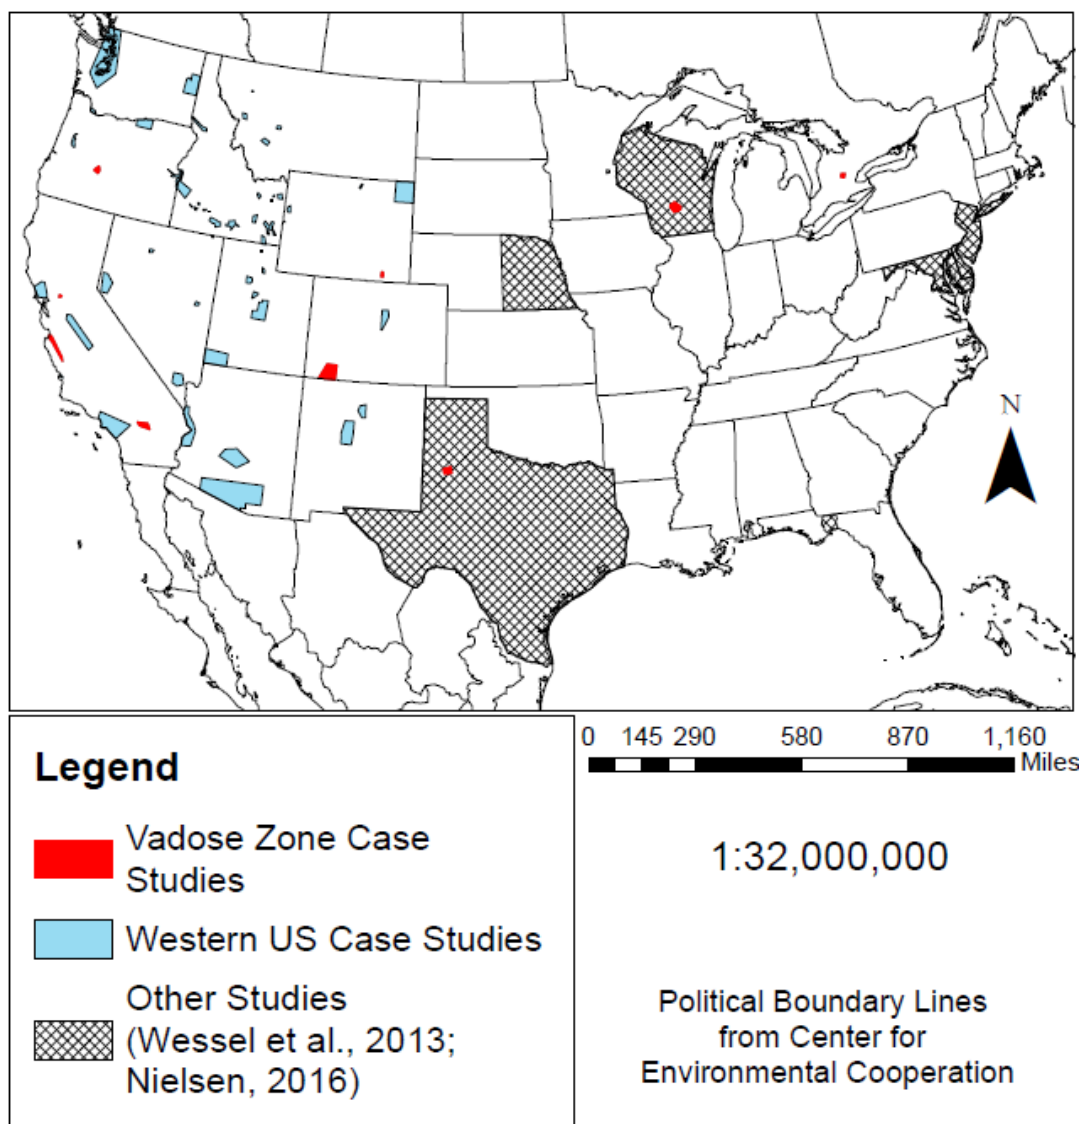 N
0 145 290 580 870 1,160
Miles
Legend
Vadose Zone Case
Studies
Western US Case Studies
Other Studies
(Wessel et al., 2013;
Nielsen, 2016)
1:32,000,000
Political Boundary Lines
from Center for
Environmental Cooperation